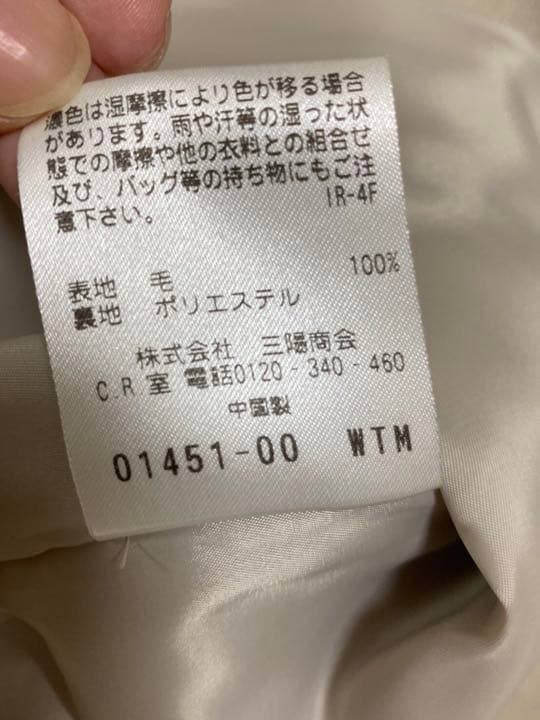 濃色は湿摩擦により色が移る場合
があります。雨や汗等の湿った状
態での摩擦や他の衣料との組合せ
及び、バッグ等の持ち物にもご注
意下さい。 IR-4F
表地 毛 100%
裏地 ポリエステル
株式会社 三陽商会
C.R.室 電話0120-340-460
中国製
01451-00 WTM